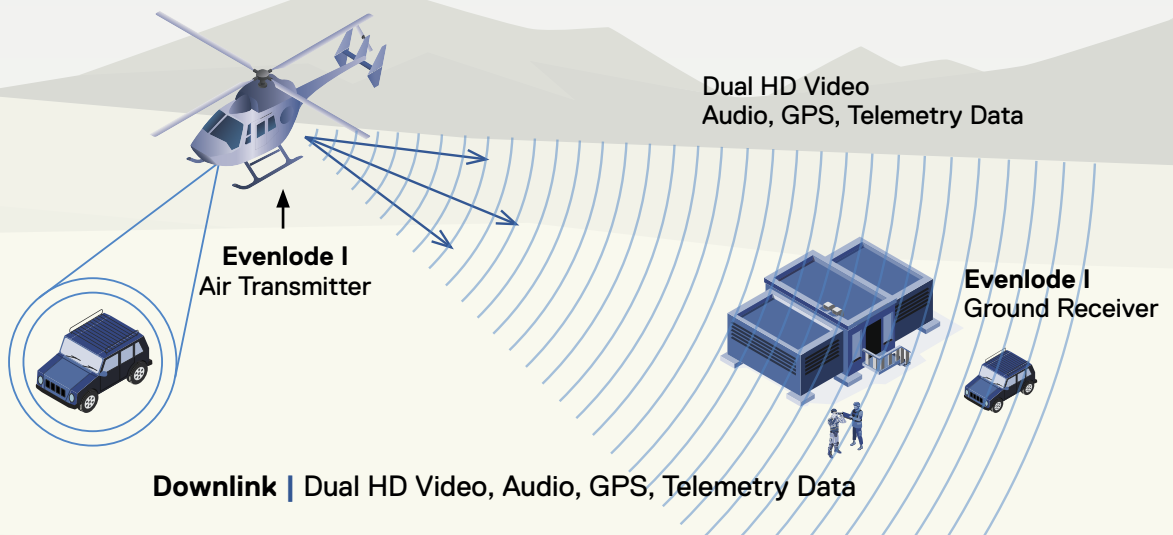 Dual HD Video
Audio, GPS, Telemetry Data
Evenlode I
Air Transmitter
Evenlode I
Ground Receiver
Downlink | Dual HD Video, Audio, GPS, Telemetry Data